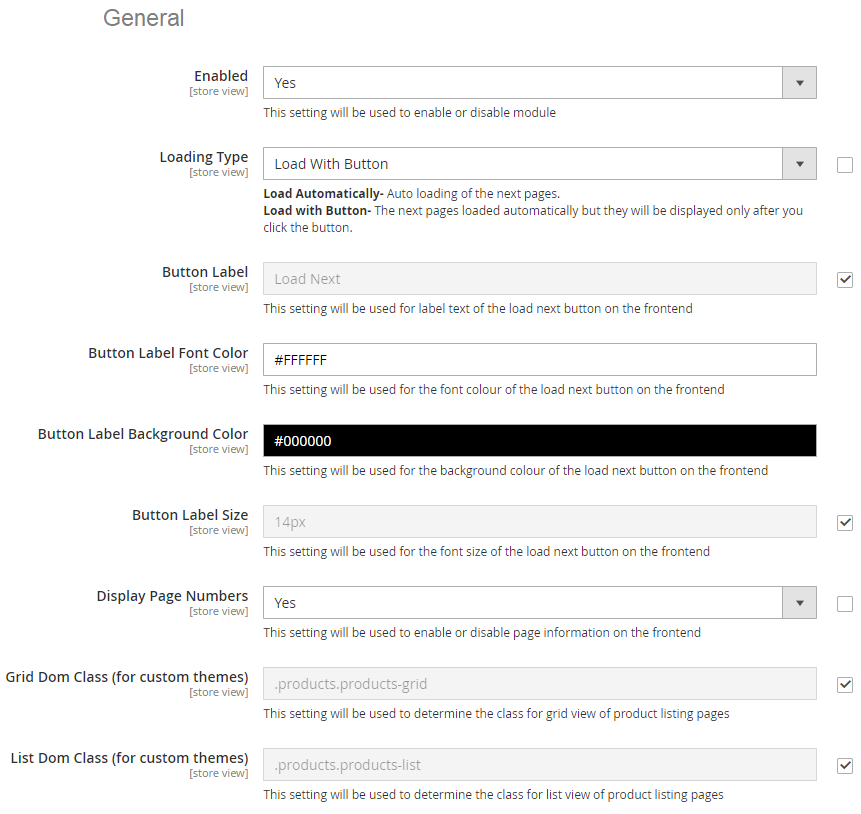 General
Enabled
[store view]
Yes
This setting will be used to enable or disable module
Loading Type
[store view]
Load With Button
Load Automatically- Auto loading of the next pages.
Load with Button- The next pages loaded automatically but they will be displayed only after you
click the button.
Button Label
[store view]
Load Next
This setting will be used for label text of the load next button on the frontend
Button Label Font Color
[store view]
#FFFFFF
This setting will be used for the font colour of the load next button on the frontend
Button Label Background Color
[store view]
#000000
This setting will be used for the background colour of the load next button on the frontend
Button Label Size
[store view]
14px
This setting will be used for the font size of the load next button on the frontend
Display Page Numbers
[store view]
Yes
This setting will be used to enable or disable page information on the frontend
Grid Dom Class (for custom themes)
[store view]
.products.products-grid
This setting will be used to determine the class for grid view of product listing pages
List Dom Class (for custom themes)
[store view]
.products.products-list
This setting will be used to determine the class for list view of product listing pages